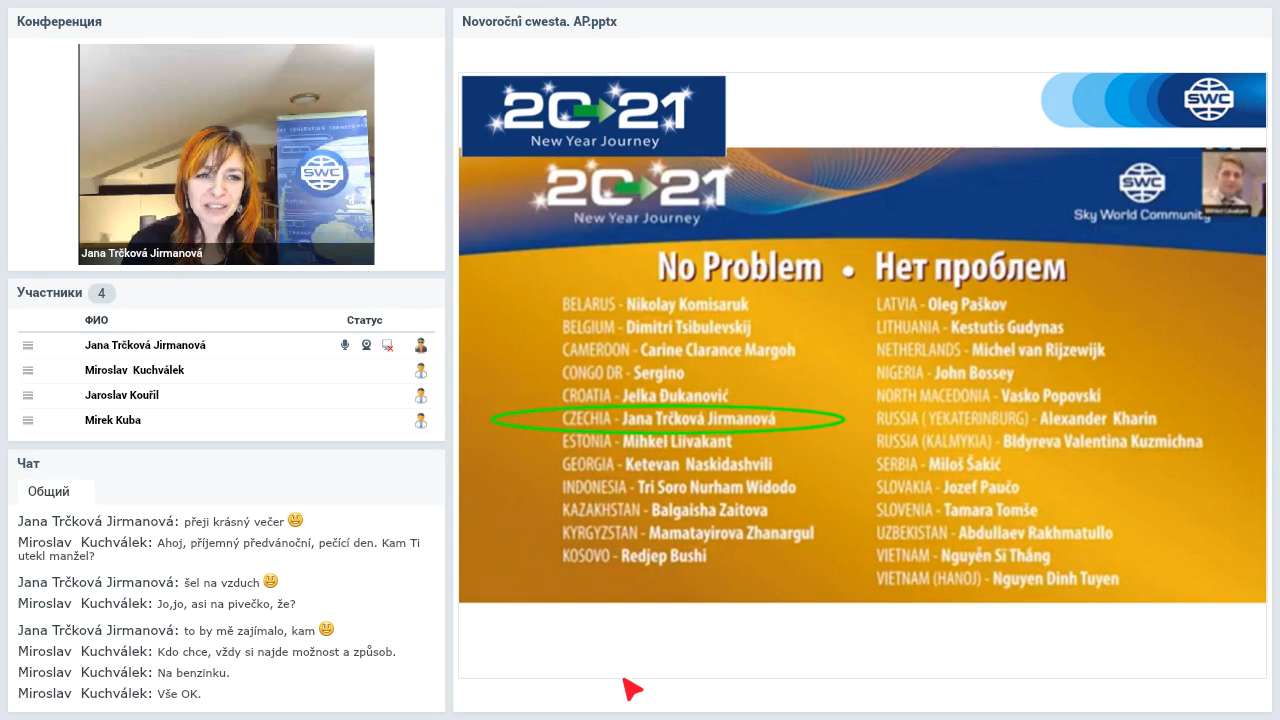 Конференция
Jana Trčková Jirmanová
Участники 4
ФИО Статус
Jana Trčková Jirmanová
Miroslav Kuchválek
Jaroslav Kouřil
Mirek Kuba
Чат
Общий
Jana Trčková Jirmanová: přeji krásný večer
Miroslav Kuchválek: Ahoj, příjemný předvánoční, pečící den. Kam Ti
utekl manžel?
Jana Trčková Jirmanová: šel na vzduch
Miroslav Kuchválek: Jo,jo, asi na pivečko, že?
Jana Trčková Jirmanová: to by mě zajímalo, kam
Miroslav Kuchválek: Kdo chce, vždy si najde možnost a způsob.
Miroslav Kuchválek: Na benzinku.
Miroslav Kuchválek: Vše OK.
SWC
2021
New Year Journey
SWC
2021
New Year Journey
SWC
Sky World Community
No Problem • Нет проблем
BELARUS - Nikolay Komisaruk
BELGIUM - Dimitri Tsibulevskij
CAMEROON - Carine Clarance Margoh
CONGO DR - Sergino
CROATIA - Jelka Đukanović
CZECHIA - Jana Trčková Jirmanová
ESTONIA - Mihkel Liivakant
GEORGIA - Ketevan Naskidashvili
INDONESIA - Tri Soro Nurham Widodo
KAZAKHSTAN - Balgaisha Zaitova
KYRGYZSTAN - Mamatayirova Zhanargul
KOSOVO - Redjep Bushi
LATVIA - Oleg Paškov
LITHUANIA - Kestutis Gudynas
NETHERLANDS - Michel van Rijzewijk
NIGERIA - John Bossey
NORTH MACEDONIA - Vasko Popovski
RUSSIA ( YEKATERINBURG) - Alexander Kharin
RUSSIA (KALMYKIA) - Bldyreva Valentina Kuzmichna
SERBIA - Miloš Šakić
SLOVAKIA - Jozef Paučo
SLOVENIA - Tamara Tomše
UZBEKISTAN - Abdullaev Rakhmatullo
VIETNAM - Nguyễn Sĩ Thắng
VIETNAM (HANOJ) - Nguyen Dinh Tuyen